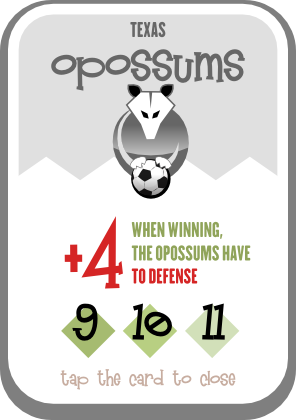 TEXAS
opossums
+4
WHEN WINNING,
THE OPOSSUMS HAVE
TO DEFENSE
9 10 11
tap the card to close